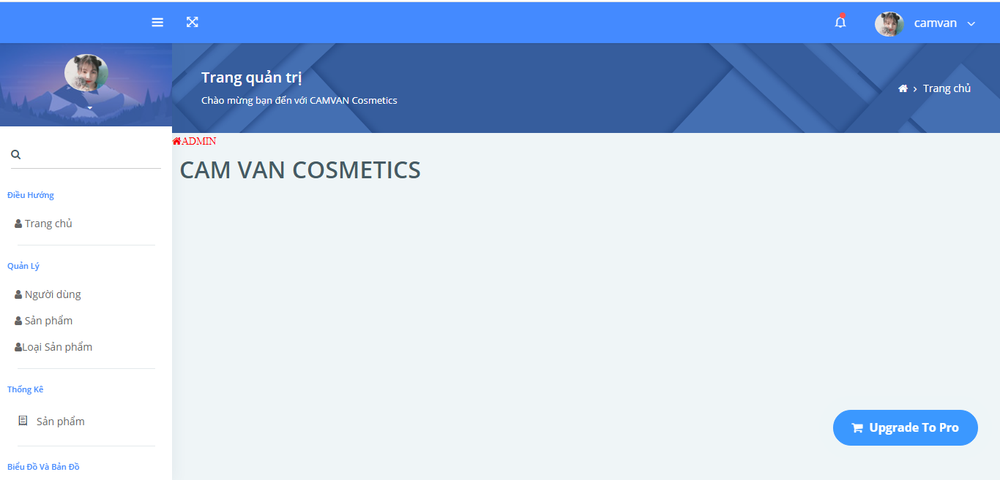 camvan
Trang quản trị
Chào mừng bạn đến với CAMVAN Cosmetics
Trang chủ
ADMIN
CAM VAN COSMETICS
Điều Hướng
Trang chủ
Quản Lý
Người dùng
Sản phẩm
Loại Sản phẩm
Thống Kê
Sản phẩm
Upgrade To Pro
Biểu Đồ Và Bản Đồ